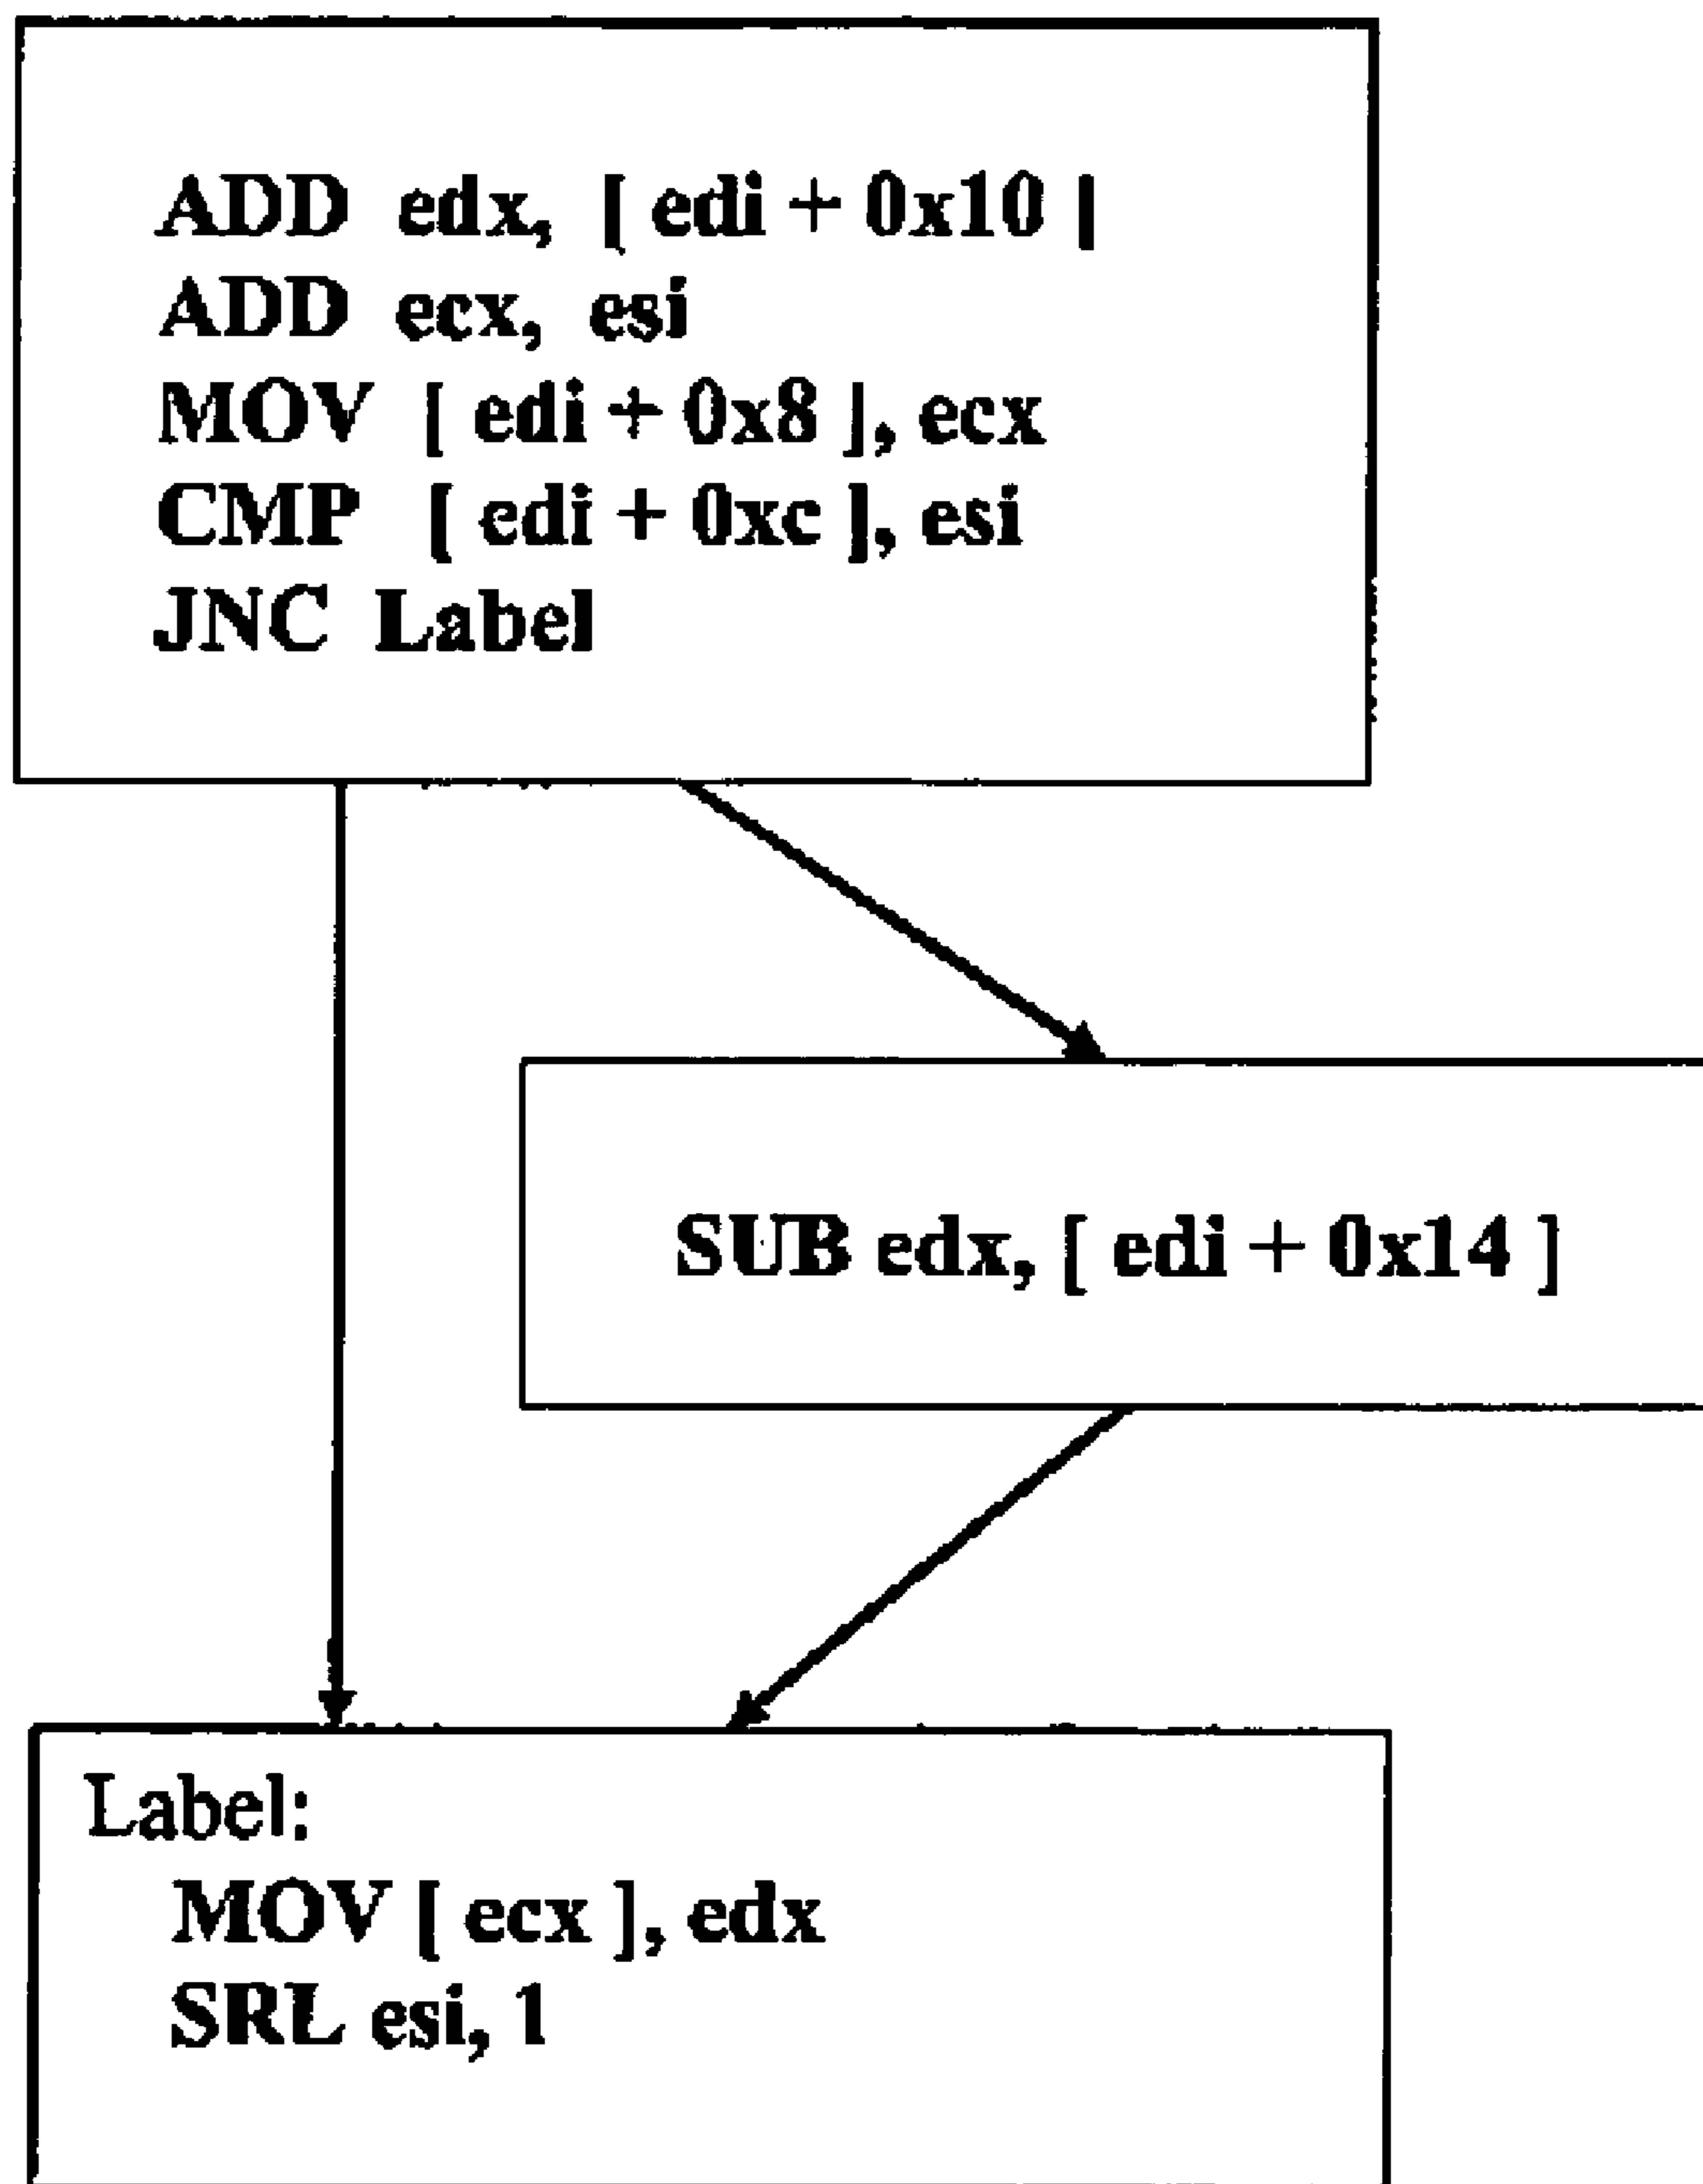 ADD edx, [ edi + 0x10 ]
ADD ecx, esi
MOV [ edi + 0x8 ], ecx
CMP [ edi + 0xc ], esi
JNC Label
SUB edx, [ edi + 0x14 ]
Label:
MOV [ ecx ], edx
SRL esi, 1